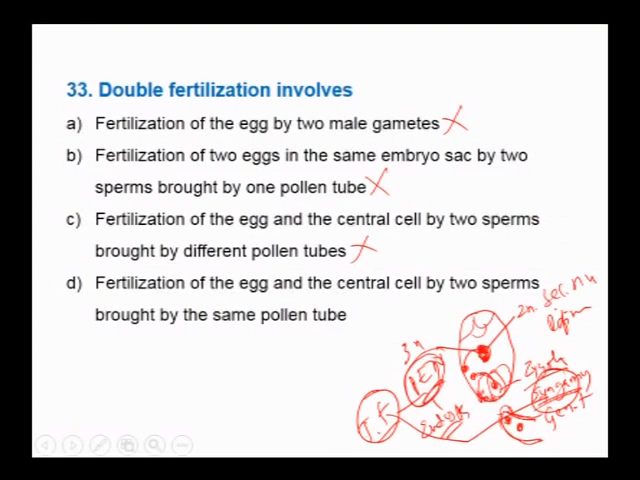 33. Double fertilization involves
a) Fertilization of the egg by two male gametes
b) Fertilization of two eggs in the same embryo sac by two
sperms brought by one pollen tube
c) Fertilization of the egg and the central cell by two sperms
brought by different pollen tubes
d) Fertilization of the egg and the central cell by two sperms
brought by the same pollen tube
2n Sec. nu
3n
PEN
Syngamy
T.F